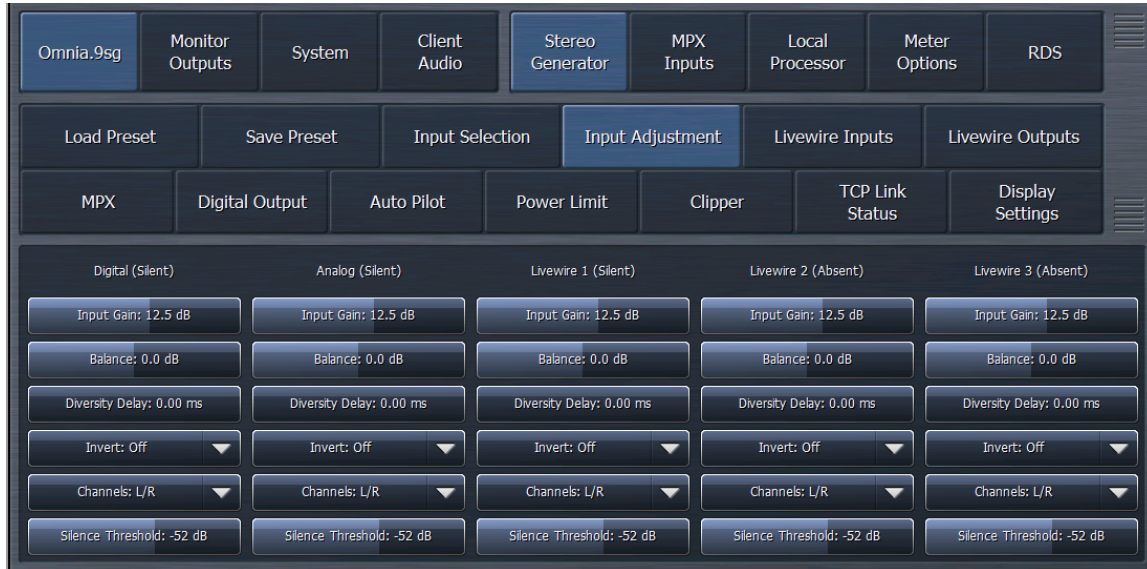 Omnia.9sg
Monitor
Outputs
System
Client
Audio
Stereo
Generator
MPX
Inputs
Local
Processor
Meter
Options
RDS
Load Preset
Save Preset
Input Selection
Input Adjustment
Livewire Inputs
Livewire Outputs
MPX
Digital Output
Auto Pilot
Power Limit
Clipper
TCP Link
Status
Display
Settings
Digital (Silent)
Analog (Silent)
Livewire 1 (Silent)
Livewire 2 (Absent)
Livewire 3 (Absent)
Input Gain: 12.5 dB
Input Gain: 12.5 dB
Input Gain: 12.5 dB
Input Gain: 12.5 dB
Input Gain: 12.5 dB
Balance: 0.0 dB
Balance: 0.0 dB
Balance: 0.0 dB
Balance: 0.0 dB
Balance: 0.0 dB
Diversity Delay: 0.00 ms
Diversity Delay: 0.00 ms
Diversity Delay: 0.00 ms
Diversity Delay: 0.00 ms
Diversity Delay: 0.00 ms
Invert: Off
Invert: Off
Invert: Off
Invert: Off
Invert: Off
Channels: L/R
Channels: L/R
Channels: L/R
Channels: L/R
Channels: L/R
Silence Threshold: -52 dB
Silence Threshold: -52 dB
Silence Threshold: -52 dB
Silence Threshold: -52 dB
Silence Threshold: -52 dB